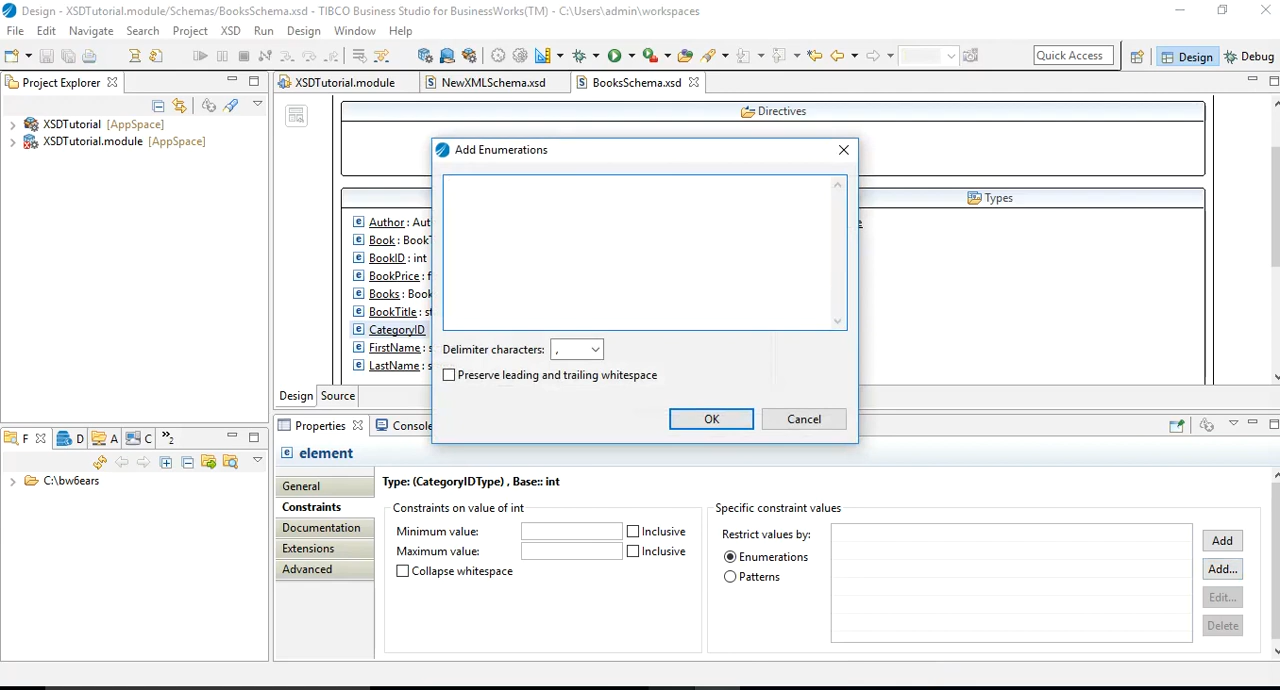 Design - XSDTutorial.module/Schemas/BooksSchema.xsd - TIBCO Business Studio for BusinessWorks(TM) - C:\Users\admin\workspaces
File Edit Navigate Search Project XSD Run Design Window Help
Quick Access Design Debug
Project Explorer
XSDTutorial.module NewXMLSchema.xsd BooksSchema.xsd
XSDTutorial [AppSpace]
XSDTutorial.module [AppSpace]
Directives
Add Enumerations
Types
Author : Aut
Book : BookT
BookID : int
BookPrice : f
Books : Book
BookTitle : st
CategoryID
FirstName : s
LastName : s
Delimiter characters: ,
Preserve leading and trailing whitespace
OK Cancel
Design Source
F D A C »2
C:\bw6ears
Properties Console
element
General
Constraints
Documentation
Extensions
Advanced
Type: (CategoryIDType) , Base:: int
Constraints on value of int
Minimum value: Inclusive
Maximum value: Inclusive
Collapse whitespace
Specific constraint values
Restrict values by:
Enumerations
Patterns
Add
Add...
Edit...
Delete